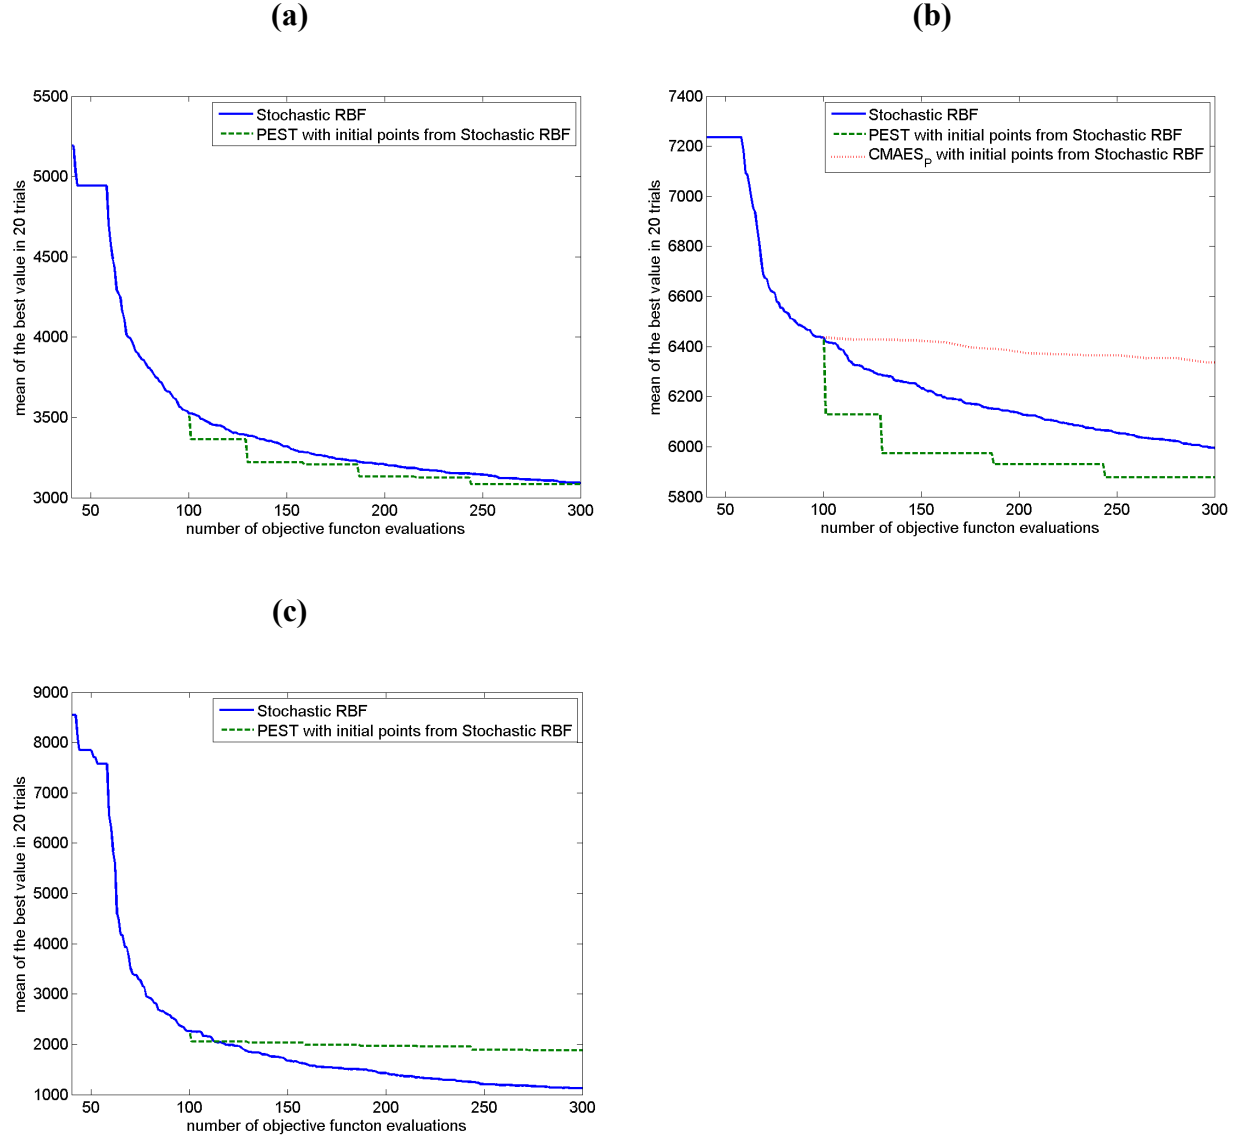 (a)
5500
5000
4500
4000
3500
3000
50 100 150 200 250 300
mean of the best value in 20 trials
number of objective functon evaluations
Stochastic RBF
PEST with initial points from Stochastic RBF
(b)
7400
7200
7000
6800
6600
6400
6200
6000
5800
50 100 150 200 250 300
mean of the best value in 20 trials
number of objective functon evaluations
Stochastic RBF
PEST with initial points from Stochastic RBF
CMAES_P with initial points from Stochastic RBF
(c)
9000
8000
7000
6000
5000
4000
3000
2000
1000
50 100 150 200 250 300
mean of the best value in 20 trials
number of objective functon evaluations
Stochastic RBF
PEST with initial points from Stochastic RBF